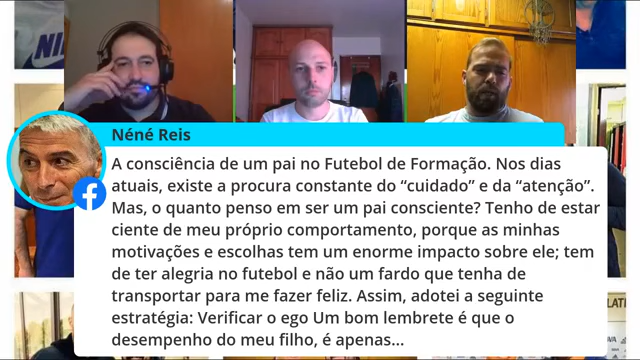 Néné Reis
A consciência de um pai no Futebol de Formação. Nos dias
atuais, existe a procura constante do “cuidado” e da “atenção”.
Mas, o quanto penso em ser um pai consciente? Tenho de estar
ciente de meu próprio comportamento, porque as minhas
motivações e escolhas tem um enorme impacto sobre ele; tem
de ter alegria no futebol e não um fardo que tenha de
transportar para me fazer feliz. Assim, adotei a seguinte
estratégia: Verificar o ego Um bom lembrete é que o
desempenho do meu filho, é apenas...